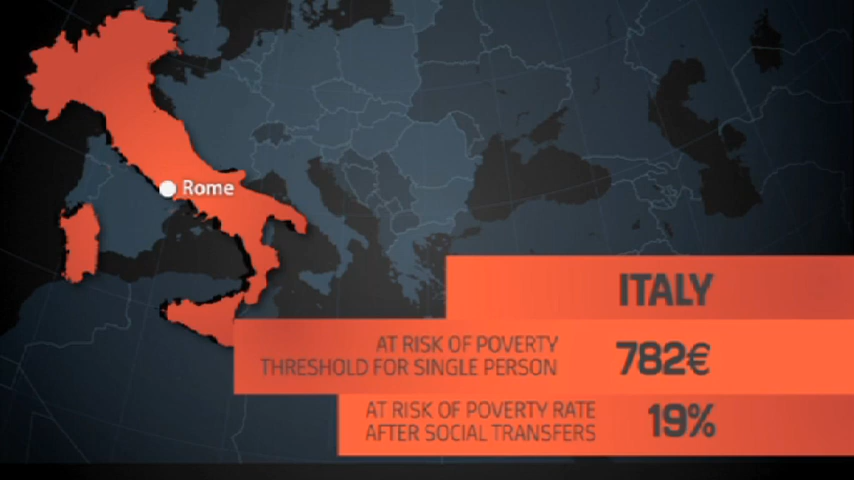 Rome
ITALY
AT RISK OF POVERTY
THRESHOLD FOR SINGLE PERSON
782€
AT RISK OF POVERTY RATE
AFTER SOCIAL TRANSFERS
19%